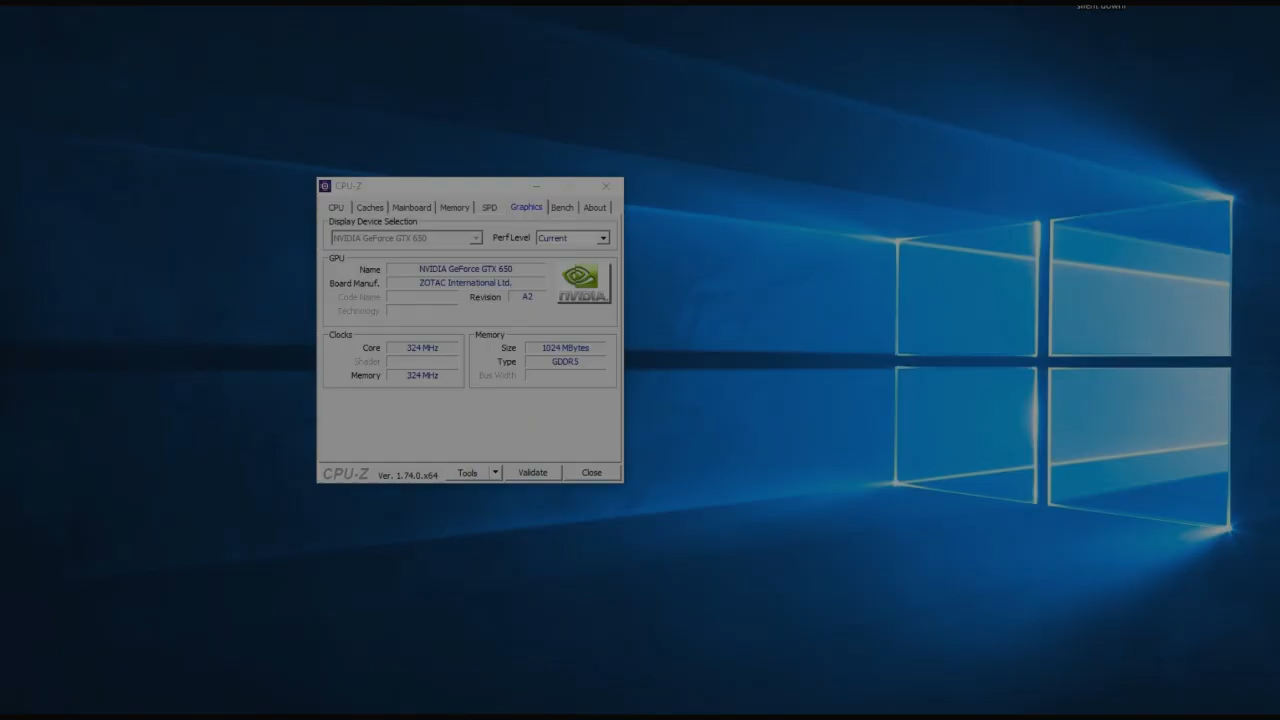 CPU-Z
CPU Caches Mainboard Memory SPD Graphics Bench About
Display Device Selection
NVIDIA GeForce GTX 650 Perf Level Current
GPU
Name NVIDIA GeForce GTX 650
Board Manuf. ZOTAC International Ltd.
Code Name Revision A2
Technology
NVIDIA
Clocks Memory
Core 324 MHz Size 1024 MBytes
Shader Type GDDR5
Memory 324 MHz Bus Width
CPU-Z Ver. 1.74.0.x64 Tools Validate Close